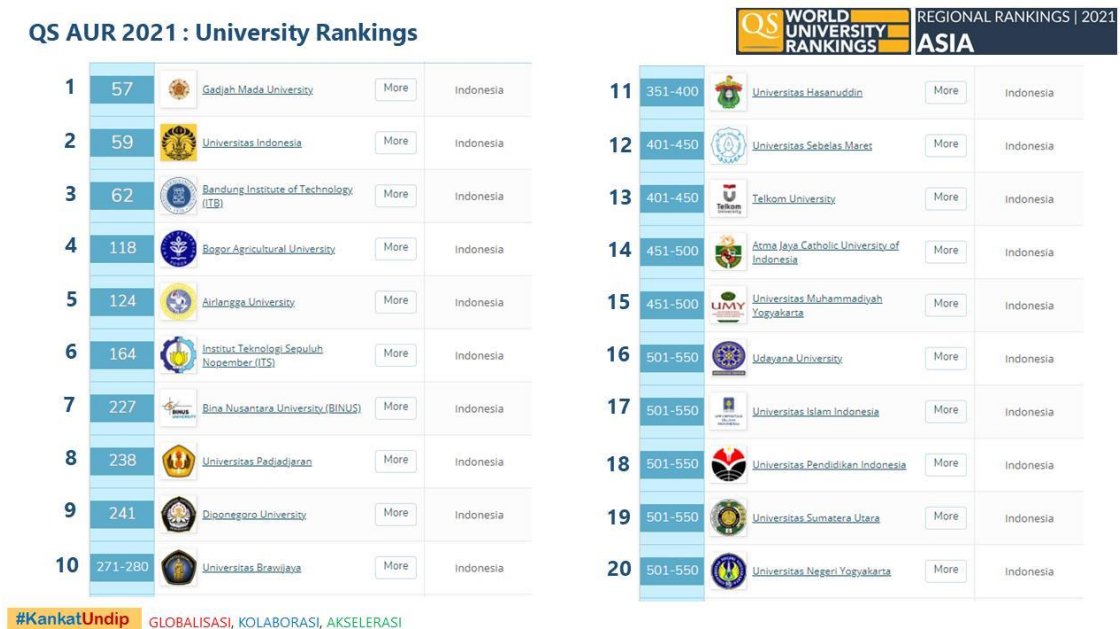 QS AUR 2021 : University Rankings
QS WORLD UNIVERSITY RANKINGS
REGIONAL RANKINGS | 2021
ASIA
1 57 Gadjah Mada University More Indonesia
2 59 Universitas Indonesia More Indonesia
3 62 Bandung Institute of Technology
(ITB) More Indonesia
4 118 Bogor Agricultural University More Indonesia
5 124 Airlangga University More Indonesia
6 164 Institut Teknologi Sepuluh
Nopember (ITS) More Indonesia
7 227 BINUS UNIVERSITY Bina Nusantara University (BINUS) More Indonesia
8 238 Universitas Padjadjaran More Indonesia
9 241 Diponegoro University More Indonesia
10 271-280 Universitas Brawijaya More Indonesia
11 351-400 Universitas Hasanuddin More Indonesia
12 401-450 Universitas Sebelas Maret More Indonesia
13 401-450 Telkom University Telkom University More Indonesia
14 451-500 Atma Jaya Catholic University of
Indonesia More Indonesia
15 451-500 UMY Universitas Muhammadiyah
Yogyakarta More Indonesia
16 501-550 Udayana University More Indonesia
17 501-550 Universitas Islam Indonesia More Indonesia
18 501-550 Universitas Pendidikan Indonesia More Indonesia
19 501-550 Universitas Sumatera Utara More Indonesia
20 501-550 Universitas Negeri Yogyakarta More Indonesia
#KankatUndip GLOBALISASI, KOLABORASI, AKSELERASI